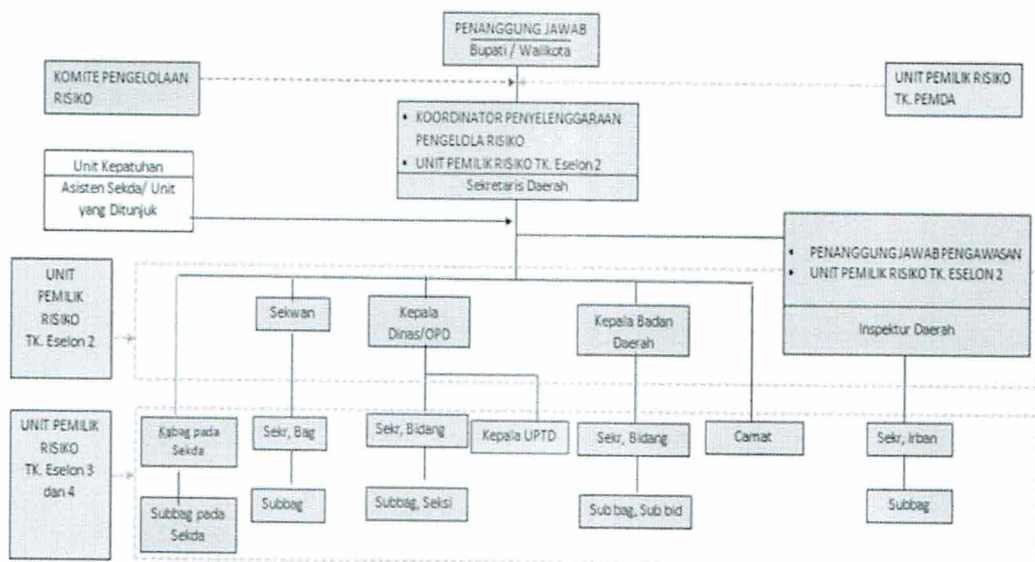 PENANGGUNG JAWAB
Bupati / Walikota
KOMITE PENGELOLAAN
RISIKO
UNIT PEMILIK RISIKO
TK. PEMDA
• KOORDINATOR PENYELENGGARAAN
PENGELOLA RISIKO
• UNIT PEMILIK RISIKO TK. Eselon 2
Sekretaris Daerah
Unit Kepatuhan
Asisten Sekda/ Unit
yang Ditunjuk
• PENANGGUNG JAWAB PENGAWASAN
• UNIT PEMILIK RISIKO TK. ESELON 2
Inspektur Daerah
UNIT
PEMILIK
RISIKO
TK. Eselon 2
Sekwan
Kepala
Dinas/OPD
Kepala Badan
Daerah
UNIT PEMILIK
RISIKO
TK. Eselon 3
dan 4
Kabag pada
Sekda
Sekr, Bag
Sekr, Bidang
Kepala UPTD
Sekr, Bidang
Camat
Sekr, Irban
Subbag pada
Sekda
Subbag
Subbag, Seksi
Sub bag, Sub bid
Subbag